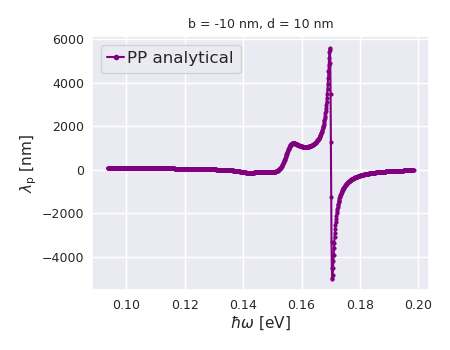 b = -10 nm, d = 10 nm
PP analytical
6000
4000
2000
0
−2000
−4000
λp [nm]
0.10 0.12 0.14 0.16 0.18 0.20
ħω [eV]